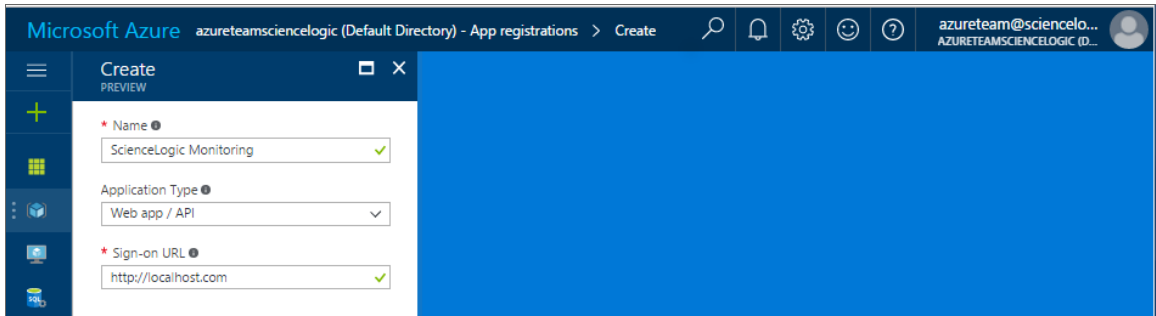 Microsoft Azure azureteamsciencelogic (Default Directory) - App registrations > Create
azureteam@sciencelo...
AZURETEAMSCIENCELOGIC (D...
Create
PREVIEW
* Name
ScienceLogic Monitoring
Application Type
Web app / API
* Sign-on URL
http://localhost.com
SQL